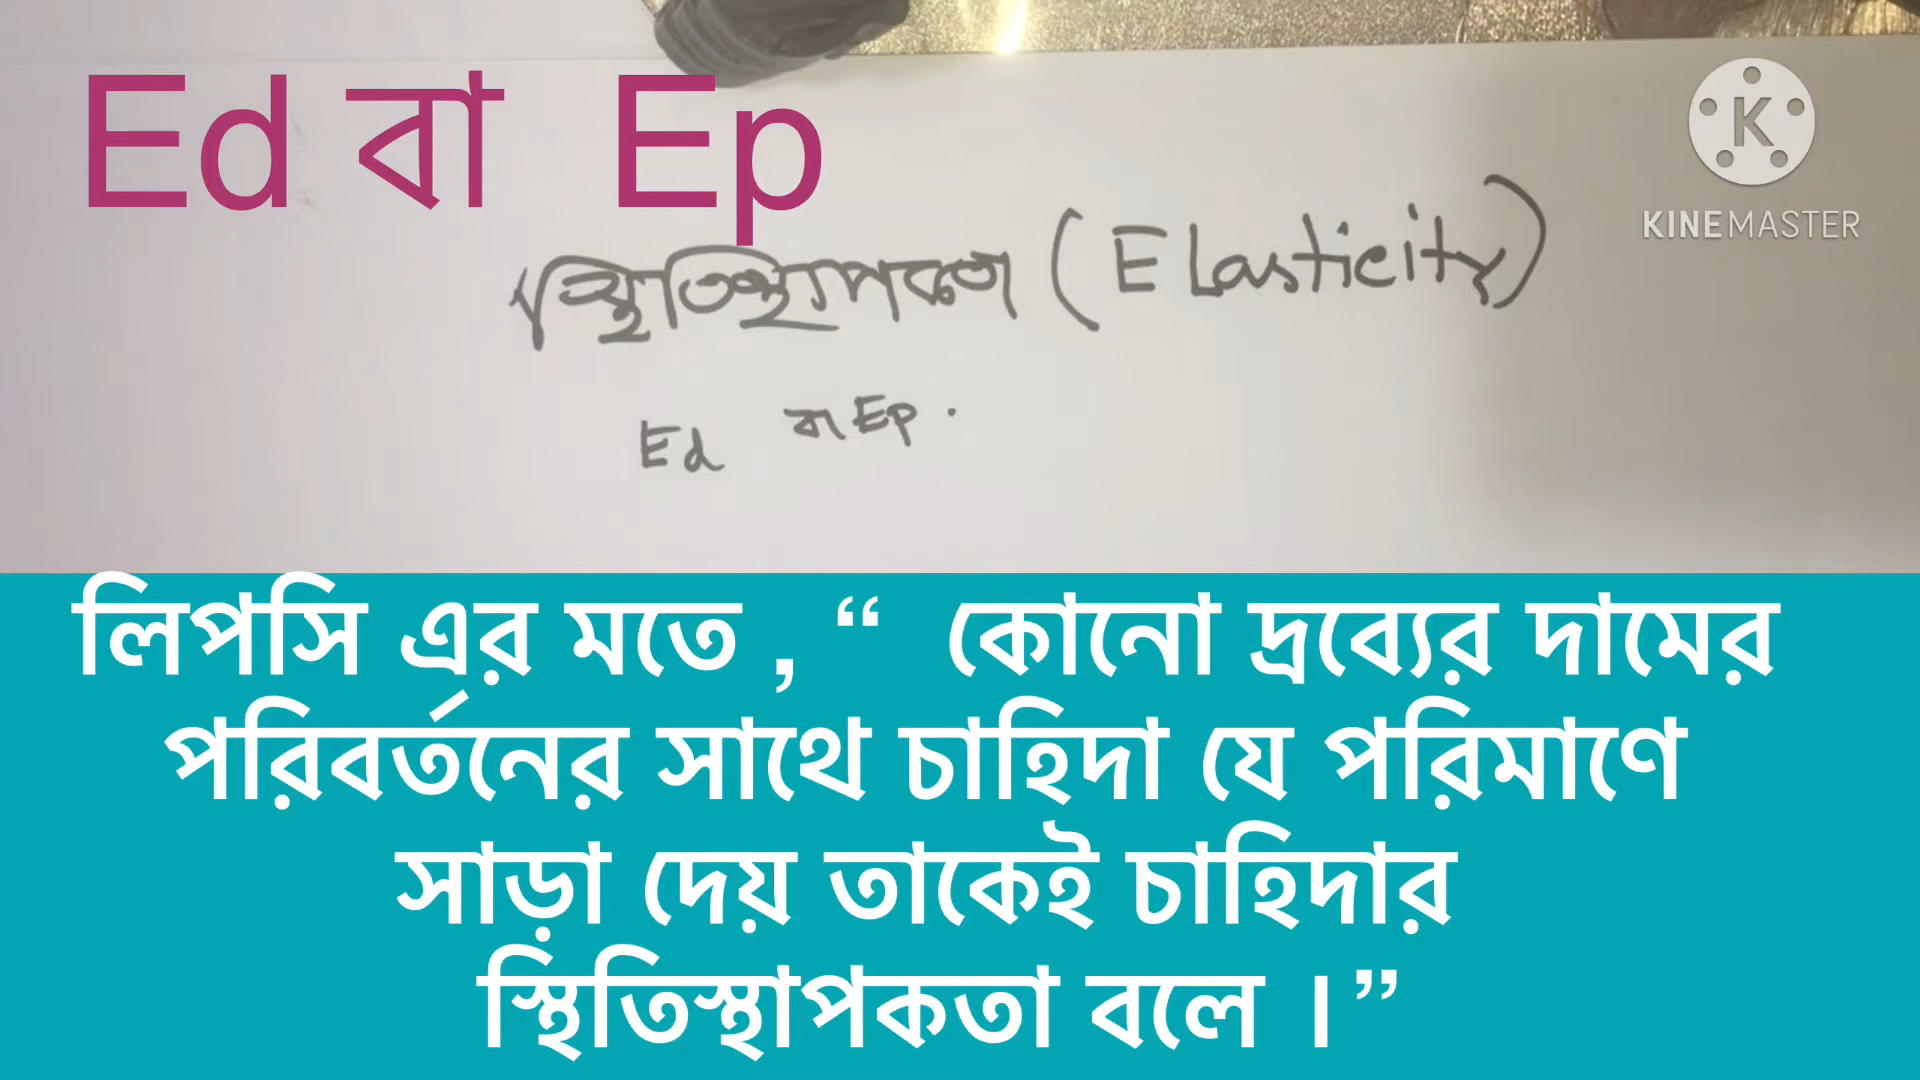 Ed বা Ep
KINEMASTER
স্থিতিস্থাপকতা (Elasticity)
Ed বা Ep .
লিপসি এর মতে , “ কোনো দ্রব্যের দামের
পরিবর্তনের সাথে চাহিদা যে পরিমাণে
সাড়া দেয় তাকেই চাহিদার
স্থিতিস্থাপকতা বলে ।”